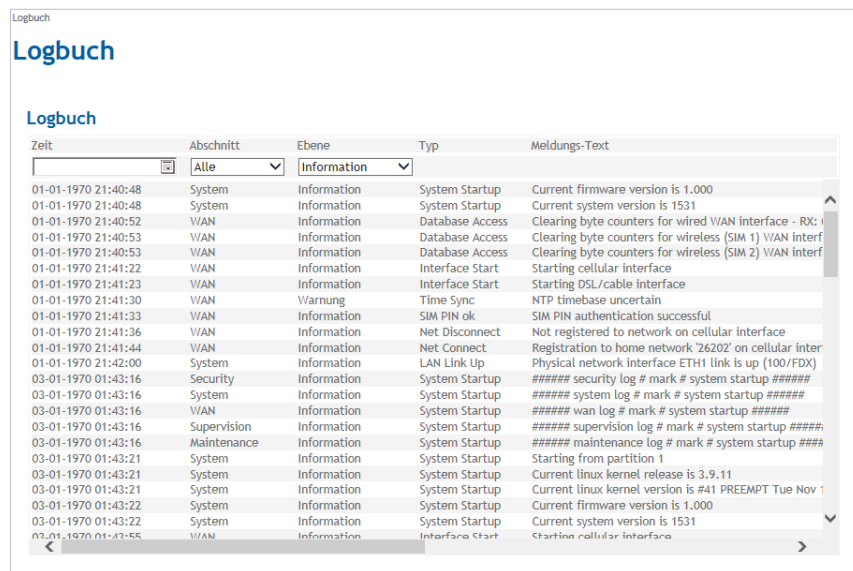 Logbuch
Logbuch
Logbuch
Zeit Abschnitt Ebene Typ Meldungs-Text
Alle Information
01-01-1970 21:40:48 System Information System Startup Current firmware version is 1.000
01-01-1970 21:40:48 System Information System Startup Current system version is 1531
01-01-1970 21:40:52 WAN Information Database Access Clearing byte counters for wired WAN interface - RX:
01-01-1970 21:40:53 WAN Information Database Access Clearing byte counters for wireless (SIM 1) WAN interf
01-01-1970 21:40:53 WAN Information Database Access Clearing byte counters for wireless (SIM 2) WAN interf
01-01-1970 21:41:22 WAN Information Interface Start Starting cellular interface
01-01-1970 21:41:23 WAN Information Interface Start Starting DSL/cable interface
01-01-1970 21:41:30 WAN Warnung Time Sync NTP timebase uncertain
01-01-1970 21:41:33 WAN Information SIM PIN ok SIM PIN authentication successful
01-01-1970 21:41:36 WAN Information Net Disconnect Not registered to network on cellular interface
01-01-1970 21:41:44 WAN Information Net Connect Registration to home network '26202' on cellular inter
01-01-1970 21:42:00 System Information LAN Link Up Physical network interface ETH1 link is up (100/FDX)
03-01-1970 01:43:16 Security Information System Startup ###### security log # mark # system startup ######
03-01-1970 01:43:16 System Information System Startup ###### system log # mark # system startup ######
03-01-1970 01:43:16 WAN Information System Startup ###### wan log # mark # system startup ######
03-01-1970 01:43:16 Supervision Information System Startup ###### supervision log # mark # system startup #####
03-01-1970 01:43:16 Maintenance Information System Startup ###### maintenance log # mark # system startup ####
03-01-1970 01:43:21 System Information System Startup Starting from partition 1
03-01-1970 01:43:21 System Information System Startup Current linux kernel release is 3.9.11
03-01-1970 01:43:21 System Information System Startup Current linux kernel version is #41 PREEMPT Tue Nov 1
03-01-1970 01:43:22 System Information System Startup Current firmware version is 1.000
03-01-1970 01:43:22 System Information System Startup Current system version is 1531
03-01-1970 01:43:55 WAN Information Interface Start Starting cellular interface